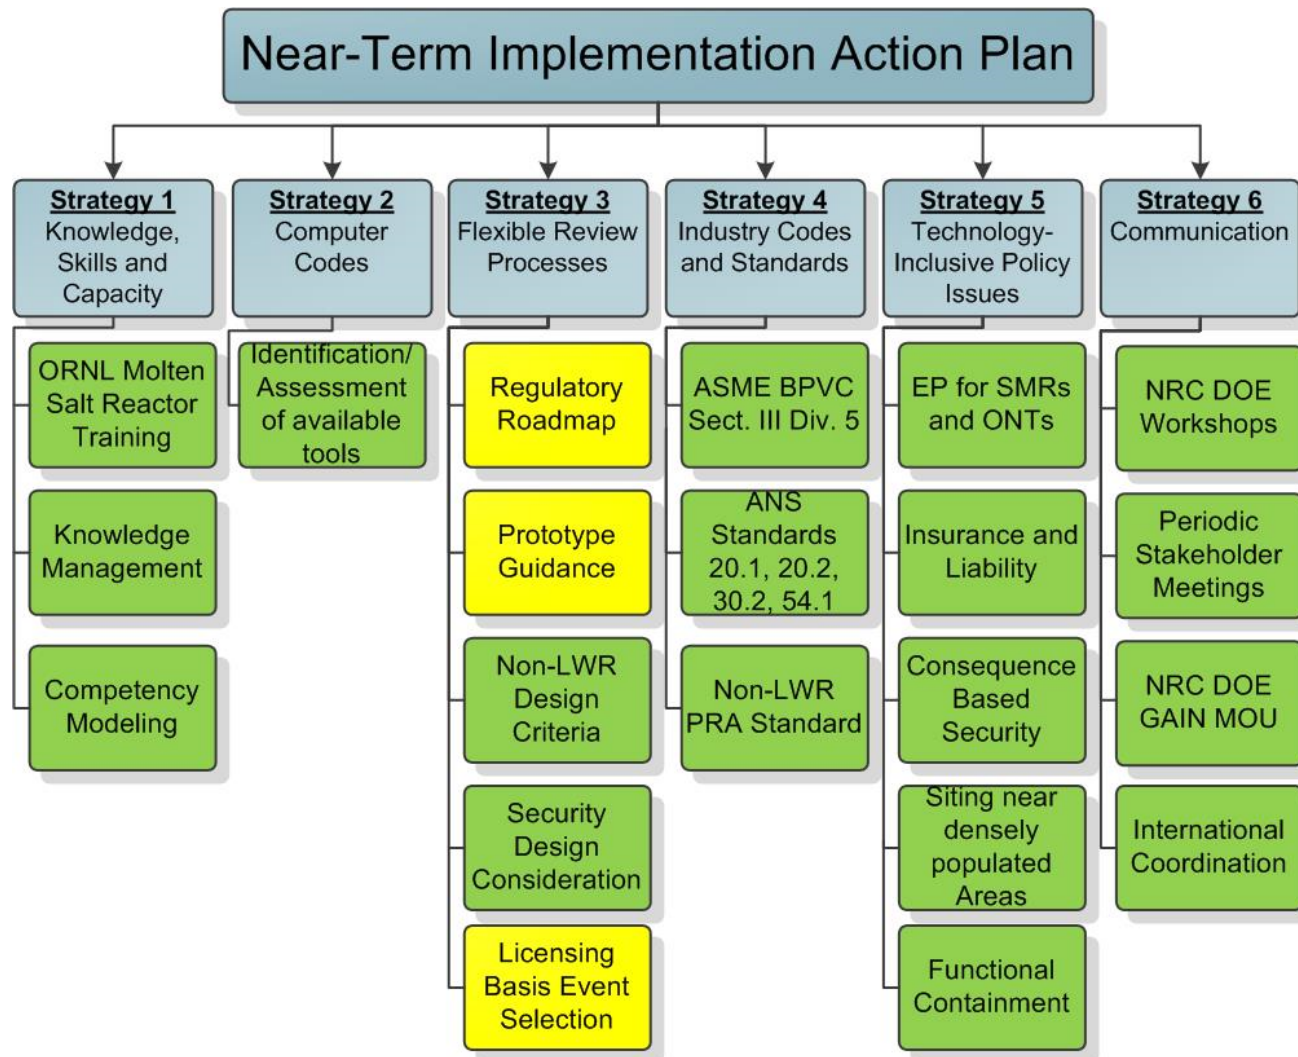 Near-Term Implementation Action Plan
Strategy 1
Knowledge,
Skills and
Capacity
ORNL Molten
Salt Reactor
Training
Knowledge
Management
Competency
Modeling
Strategy 2
Computer
Codes
Identification/
Assessment
of available
tools
Strategy 3
Flexible Review
Processes
Regulatory
Roadmap
Prototype
Guidance
Non-LWR
Design
Criteria
Security
Design
Consideration
Licensing
Basis Event
Selection
Strategy 4
Industry Codes
and Standards
ASME BPVC
Sect. III Div. 5
ANS
Standards
20.1, 20.2,
30.2, 54.1
Non-LWR
PRA Standard
Strategy 5
Technology-
Inclusive Policy
Issues
EP for SMRs
and ONTs
Insurance and
Liability
Consequence
Based
Security
Siting near
densely
populated
Areas
Functional
Containment
Strategy 6
Communication
NRC DOE
Workshops
Periodic
Stakeholder
Meetings
NRC DOE
GAIN MOU
International
Coordination